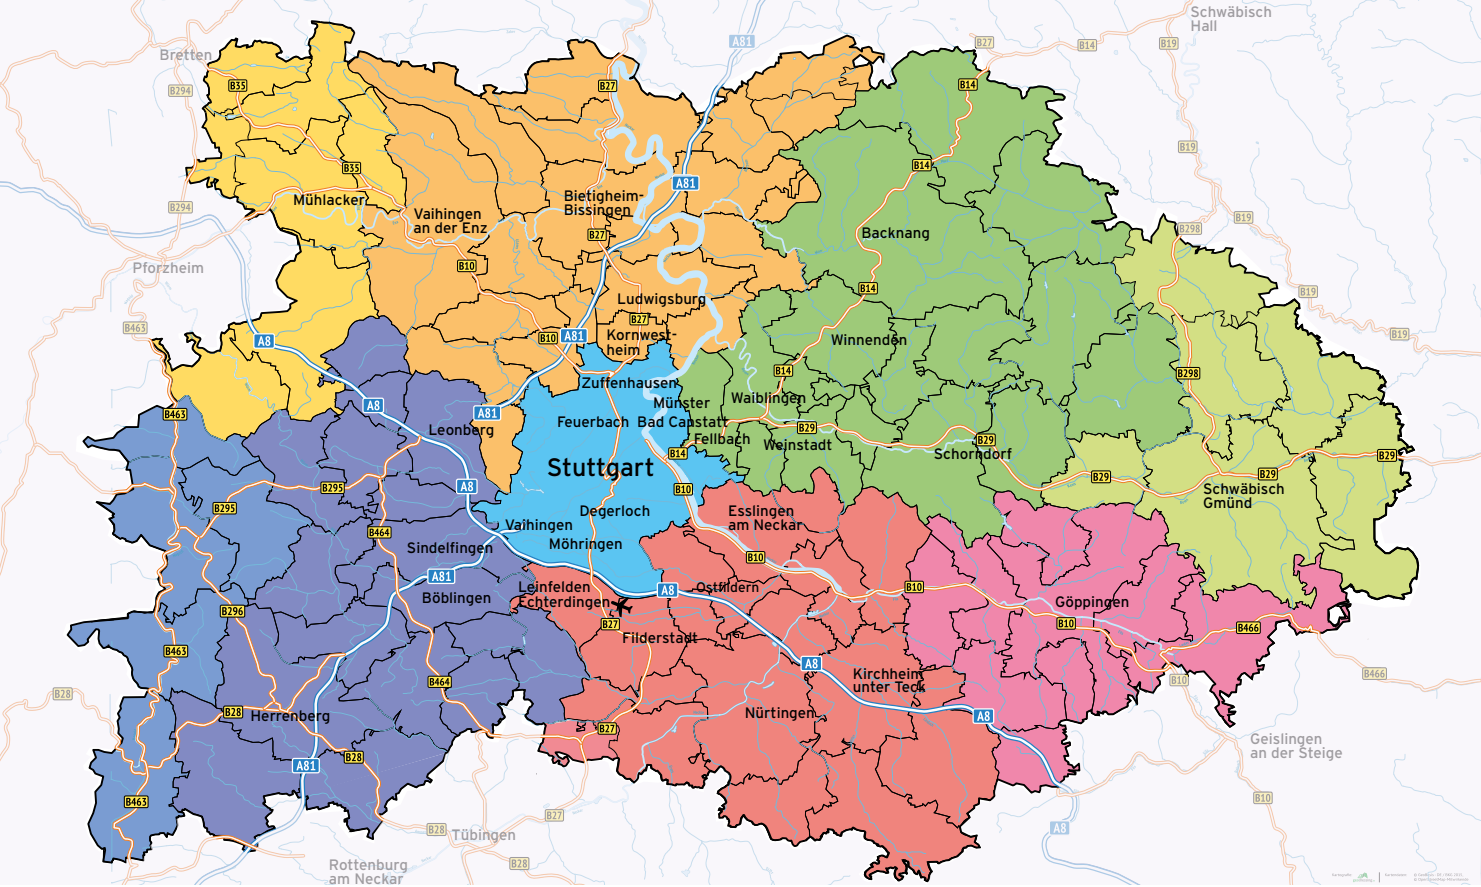 Schwäbisch
Hall
A81
B27
B14
B19
Bretten
B294
B35
B27
B14
B19
B35
B14
A81
Mühlacker
Bietigheim-
Bissingen
B294
Vaihingen
an der Enz
B19
B298
B27
Backnang
Pforzheim
B10
B14
B19
Ludwigsburg
B463
B27
B10
A81
Kornwest-
heim
Winnenden
B19
A8
B14
B298
Zuffenhausen
A8
Münster
Waiblingen
B463
A81
Feuerbach
Bad Canstatt
Leonberg
Fellbach
B29
Weinstadt
B29
B14
Schorndorf
B29
Stuttgart
B29
B29
B295
A8
B10
Schwäbisch
Gmünd
B295
Degerloch
Esslingen
am Neckar
Vaihingen
B464
Möhringen
Sindelfingen
B10
A81
Leinfelden
Echterdingen
A8
Ostfildern
B10
Böblingen
Göppingen
B296
B27
B10
B466
Filderstadt
B463
A8
B466
Kirchheim
unter Teck
B464
B10
B28
B28
Herrenberg
Nürtingen
A8
B27
Geislingen
an der Steige
B28
A81
B463
B10
B27
B28
Tübingen
A8
B28
Rottenburg
am Neckar